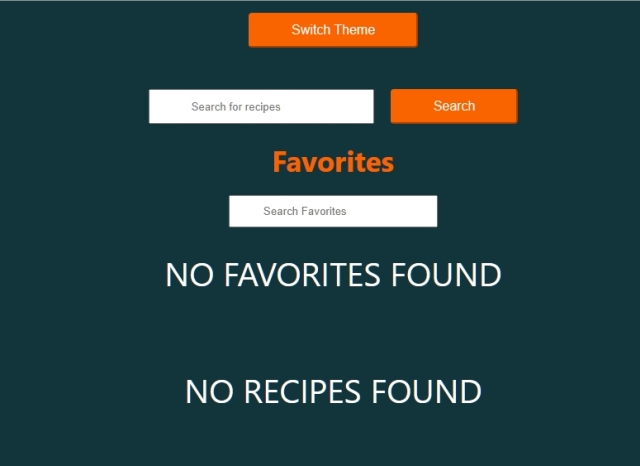 Switch Theme
Search for recipes
Search
Favorites
Search Favorites
NO FAVORITES FOUND
NO RECIPES FOUND